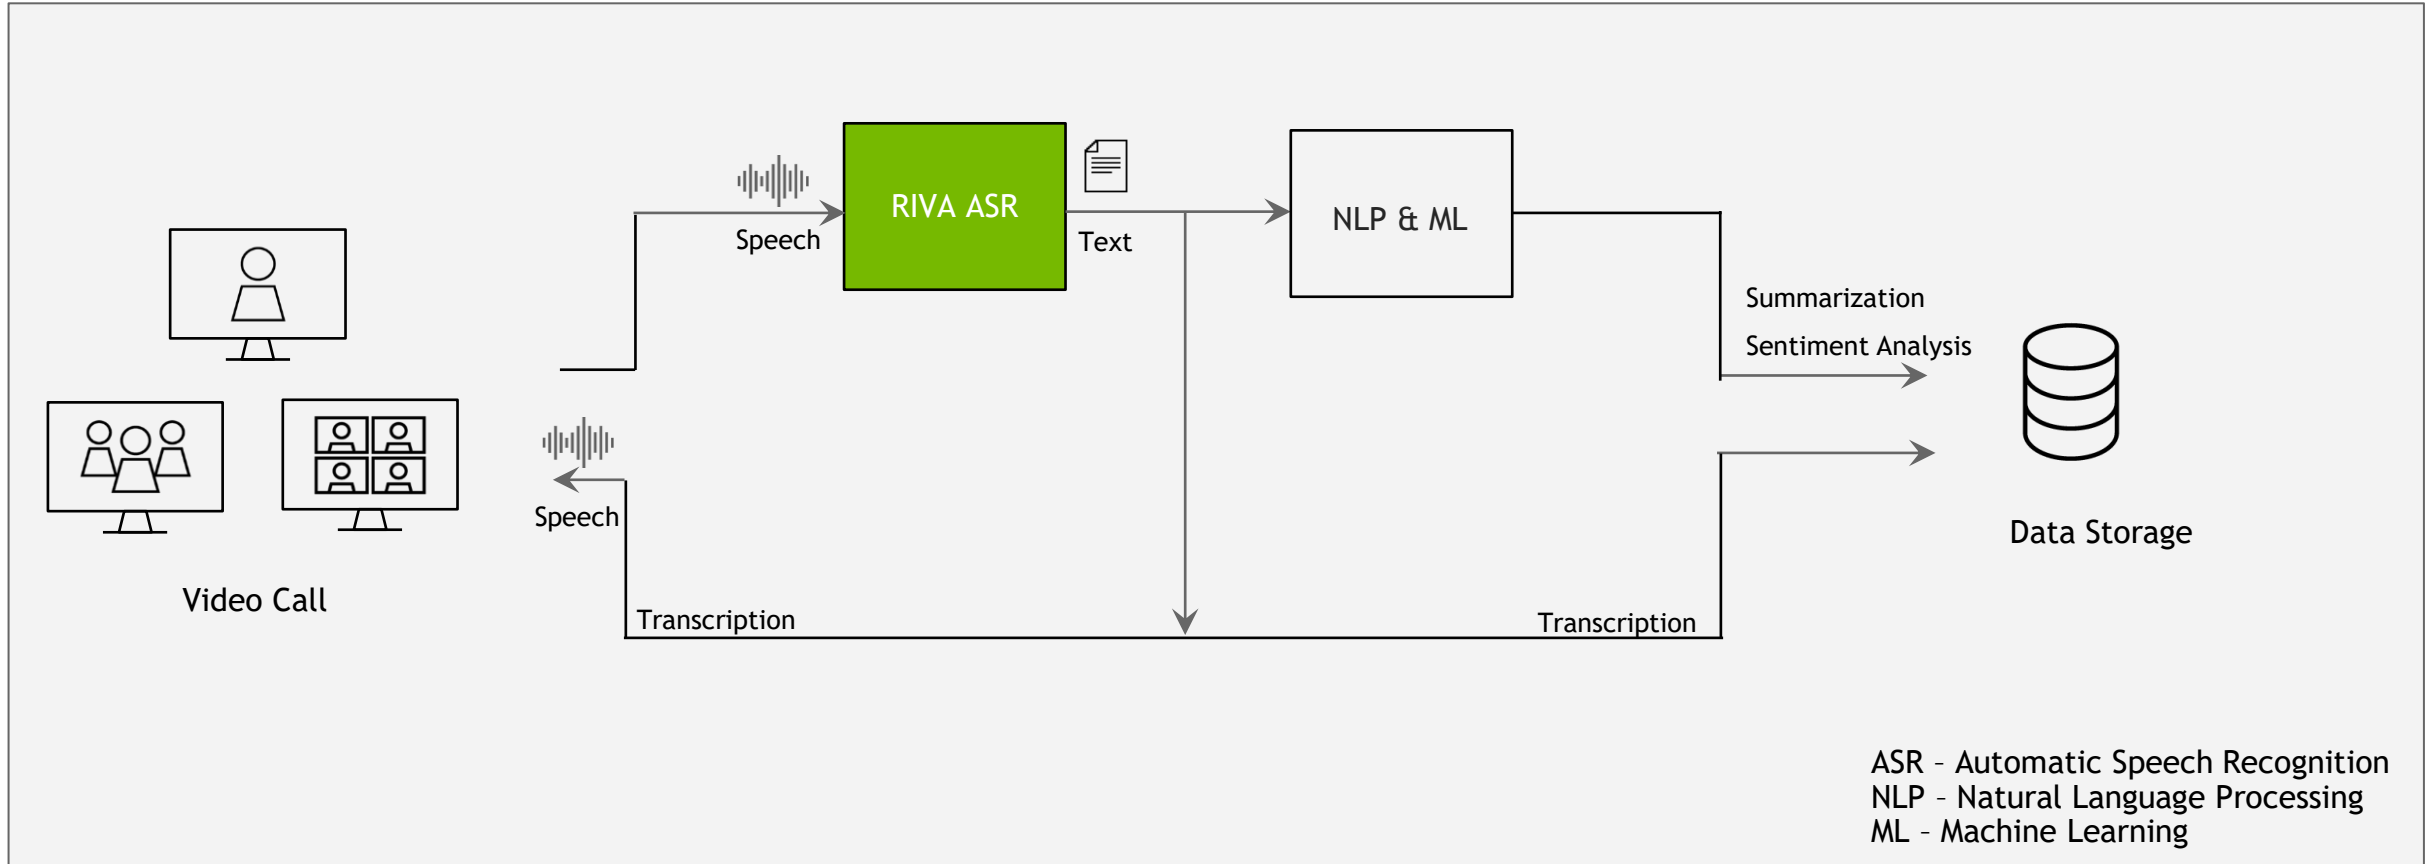 RIVA ASR
NLP & ML
Speech
Text
Summarization
Sentiment Analysis
Speech
Data Storage
Video Call
Transcription
Transcription
ASR – Automatic Speech Recognition
NLP – Natural Language Processing
ML – Machine Learning